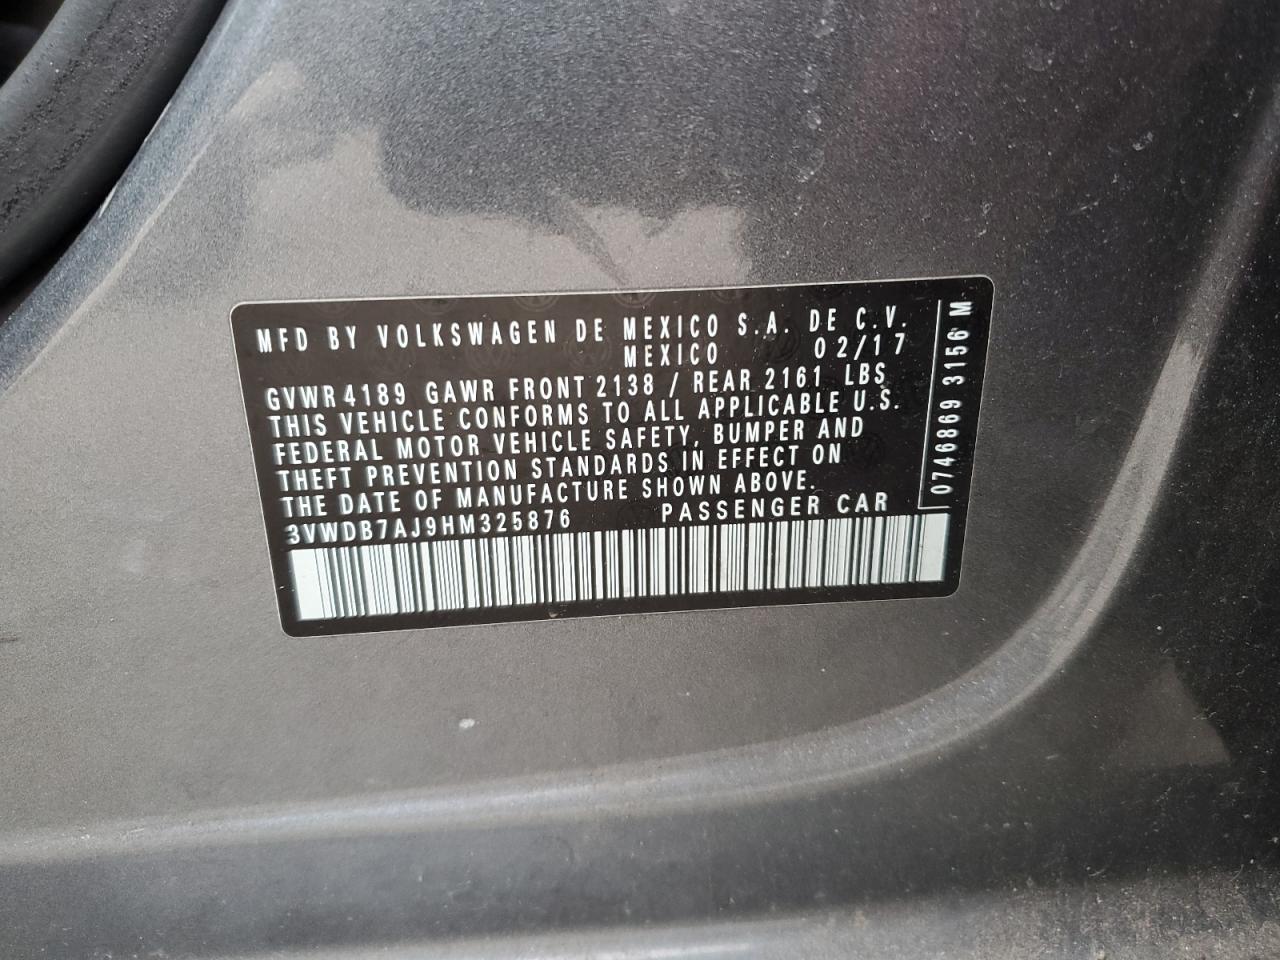 MFD BY VOLKSWAGEN DE MEXICO S.A. DE C.V.
MEXICO 02/17
GVWR 4189 GAWR FRONT 2138 / REAR 2161 LBS
THIS VEHICLE CONFORMS TO ALL APPLICABLE U.S.
FEDERAL MOTOR VEHICLE SAFETY, BUMPER AND
THEFT PREVENTION STANDARDS IN EFFECT ON
THE DATE OF MANUFACTURE SHOWN ABOVE.
3VWDB7AJ9HM325876 PASSENGER CAR
0746869 3156 M